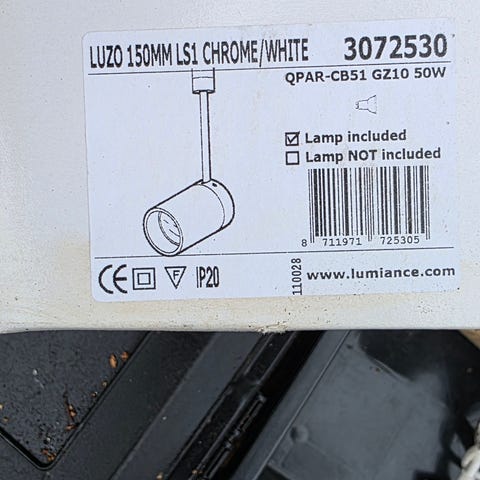 LUZO 150MM LS1 CHROME/WHITE 3072530
QPAR-CB51 GZ10 50W
Lamp included
Lamp NOT included
8 711971 725305
CE F IP20
110028
www.lumiance.com